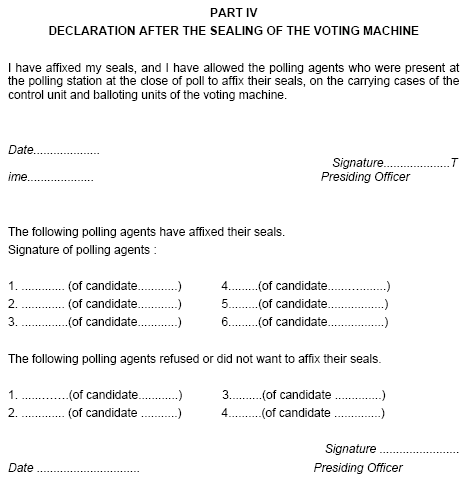 PART IV
DECLARATION AFTER THE SEALING OF THE VOTING MACHINE
I have affixed my seals, and I have allowed the polling agents who were present at
the polling station at the close of poll to affix their seals, on the carrying cases of the
control unit and balloting units of the voting machine.
Date....................
Signature....................T
ime.................... Presiding Officer
The following polling agents have affixed their seals.
Signature of polling agents :
1. ............. (of candidate............) 4.........(of candidate..................)
2. ............. (of candidate............) 5.........(of candidate.................)
3. ..............(of candidate............) 6.........(of candidate.................)
The following polling agents refused or did not want to affix their seals.
1. ..............(of candidate............) 3..........(of candidate ..............)
2. ............. (of candidate ...........) 4..........(of candidate ..............)
Signature ........................
Date ............................... Presiding Officer